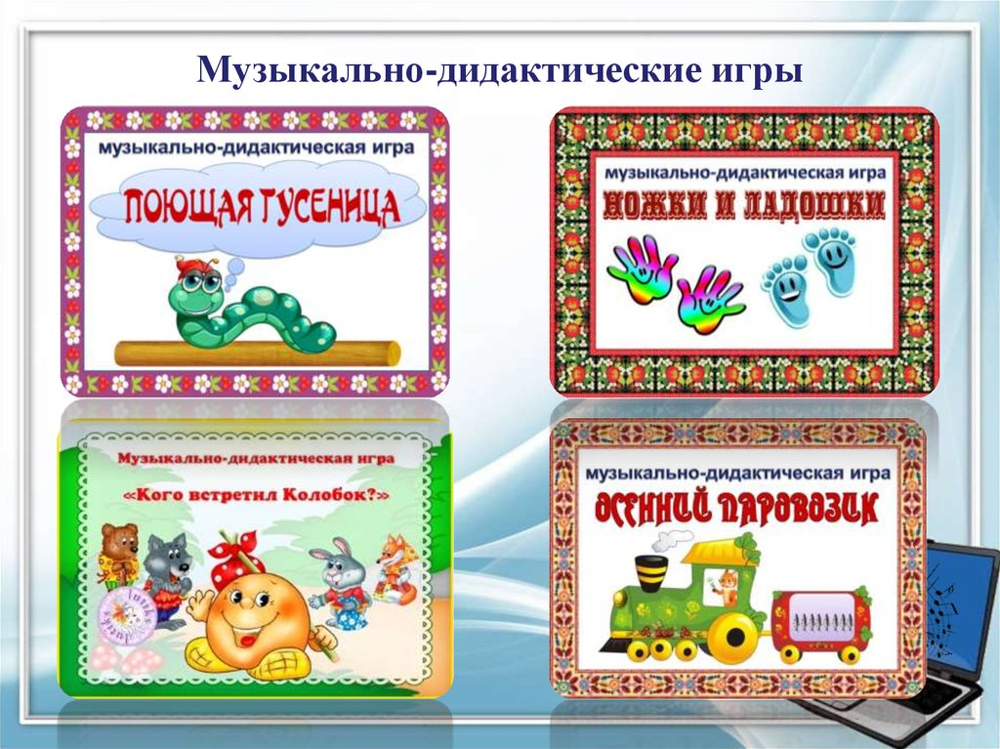 Музыкально-дидактические игры
музыкально-дидактическая игра
ПОЮЩАЯ ГУСЕНИЦА
музыкально-дидактическая игра
НОЖКИ И ЛАДОШКИ
Музыкально-дидактическая игра
«Кого встретил Колобок?»
музыкально-дидактическая игра
ОСЕННИЙ ПАРОВОЗИК